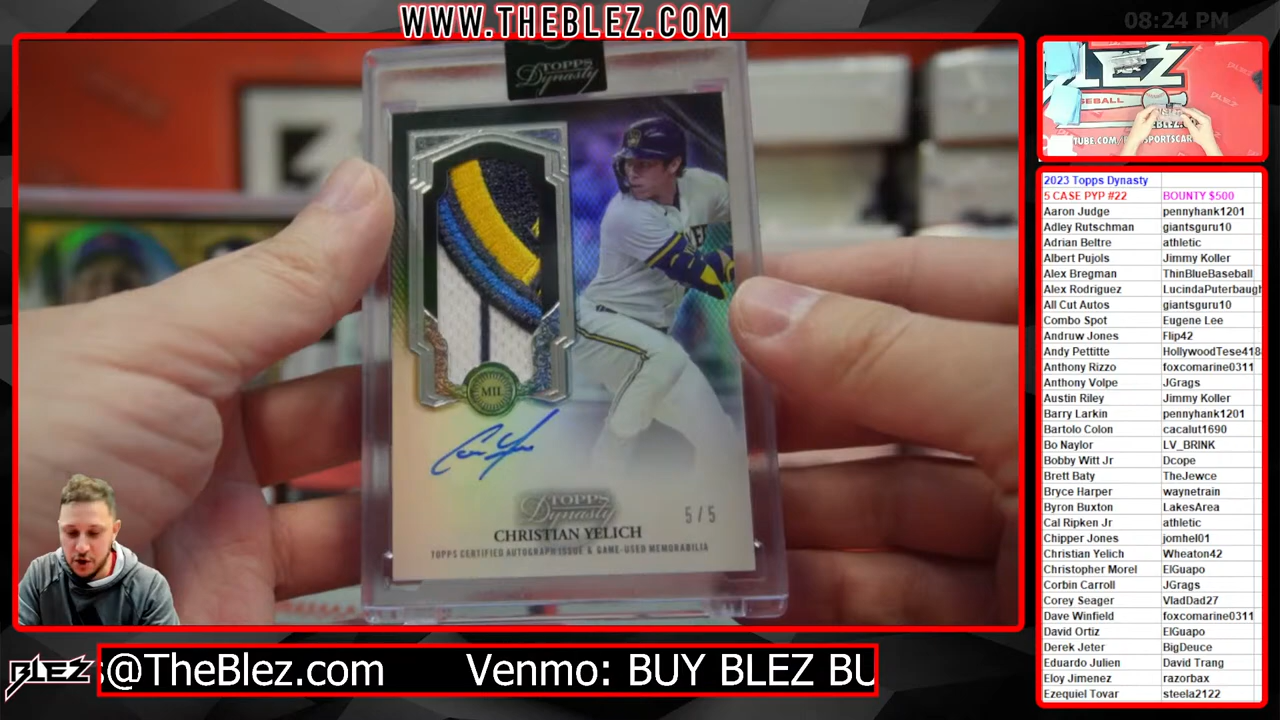 WWW.THEBLEZ.COM
08:24 PM
TOPPS
Dynasty
MIL
TOPPS
Dynasty
5/5
CHRISTIAN YELICH
TOPPS CERTIFIED AUTOGRAPH ISSUE & GAME-USED MEMORABILIA
BLEZ
BASEBALL
2023 Topps Dynasty
5 CASE PYP #22 BOUNTY $500
Aaron Judge pennyhank1201
Adley Rutschman giantsguru10
Adrian Beltre athletic
Albert Pujols Jimmy Koller
Alex Bregman ThinBlueBaseball
Alex Rodriguez LucindaPuterbaugh
All Cut Autos giantsguru10
Combo Spot Eugene Lee
Andruw Jones Flip42
Andy Pettitte HollywoodTese418
Anthony Rizzo foxcomarine0311
Anthony Volpe JGrags
Austin Riley Jimmy Koller
Barry Larkin pennyhank1201
Bartolo Colon cacalut1690
Bo Naylor LV_BRINK
Bobby Witt Jr Dcope
Brett Baty TheJewce
Bryce Harper waynetrain
Byron Buxton LakesArea
Cal Ripken Jr athletic
Chipper Jones jomhel01
Christian Yelich Wheaton42
Christopher Morel ElGuapo
Corbin Carroll JGrags
Corey Seager VladDad27
Dave Winfield foxcomarine0311
David Ortiz ElGuapo
Derek Jeter BigDeuce
Eduardo Julien David Trang
Eloy Jimenez razorbax
Ezequiel Tovar steela2122
BLEZ
s@TheBlez.com Venmo: BUY BLEZ BU